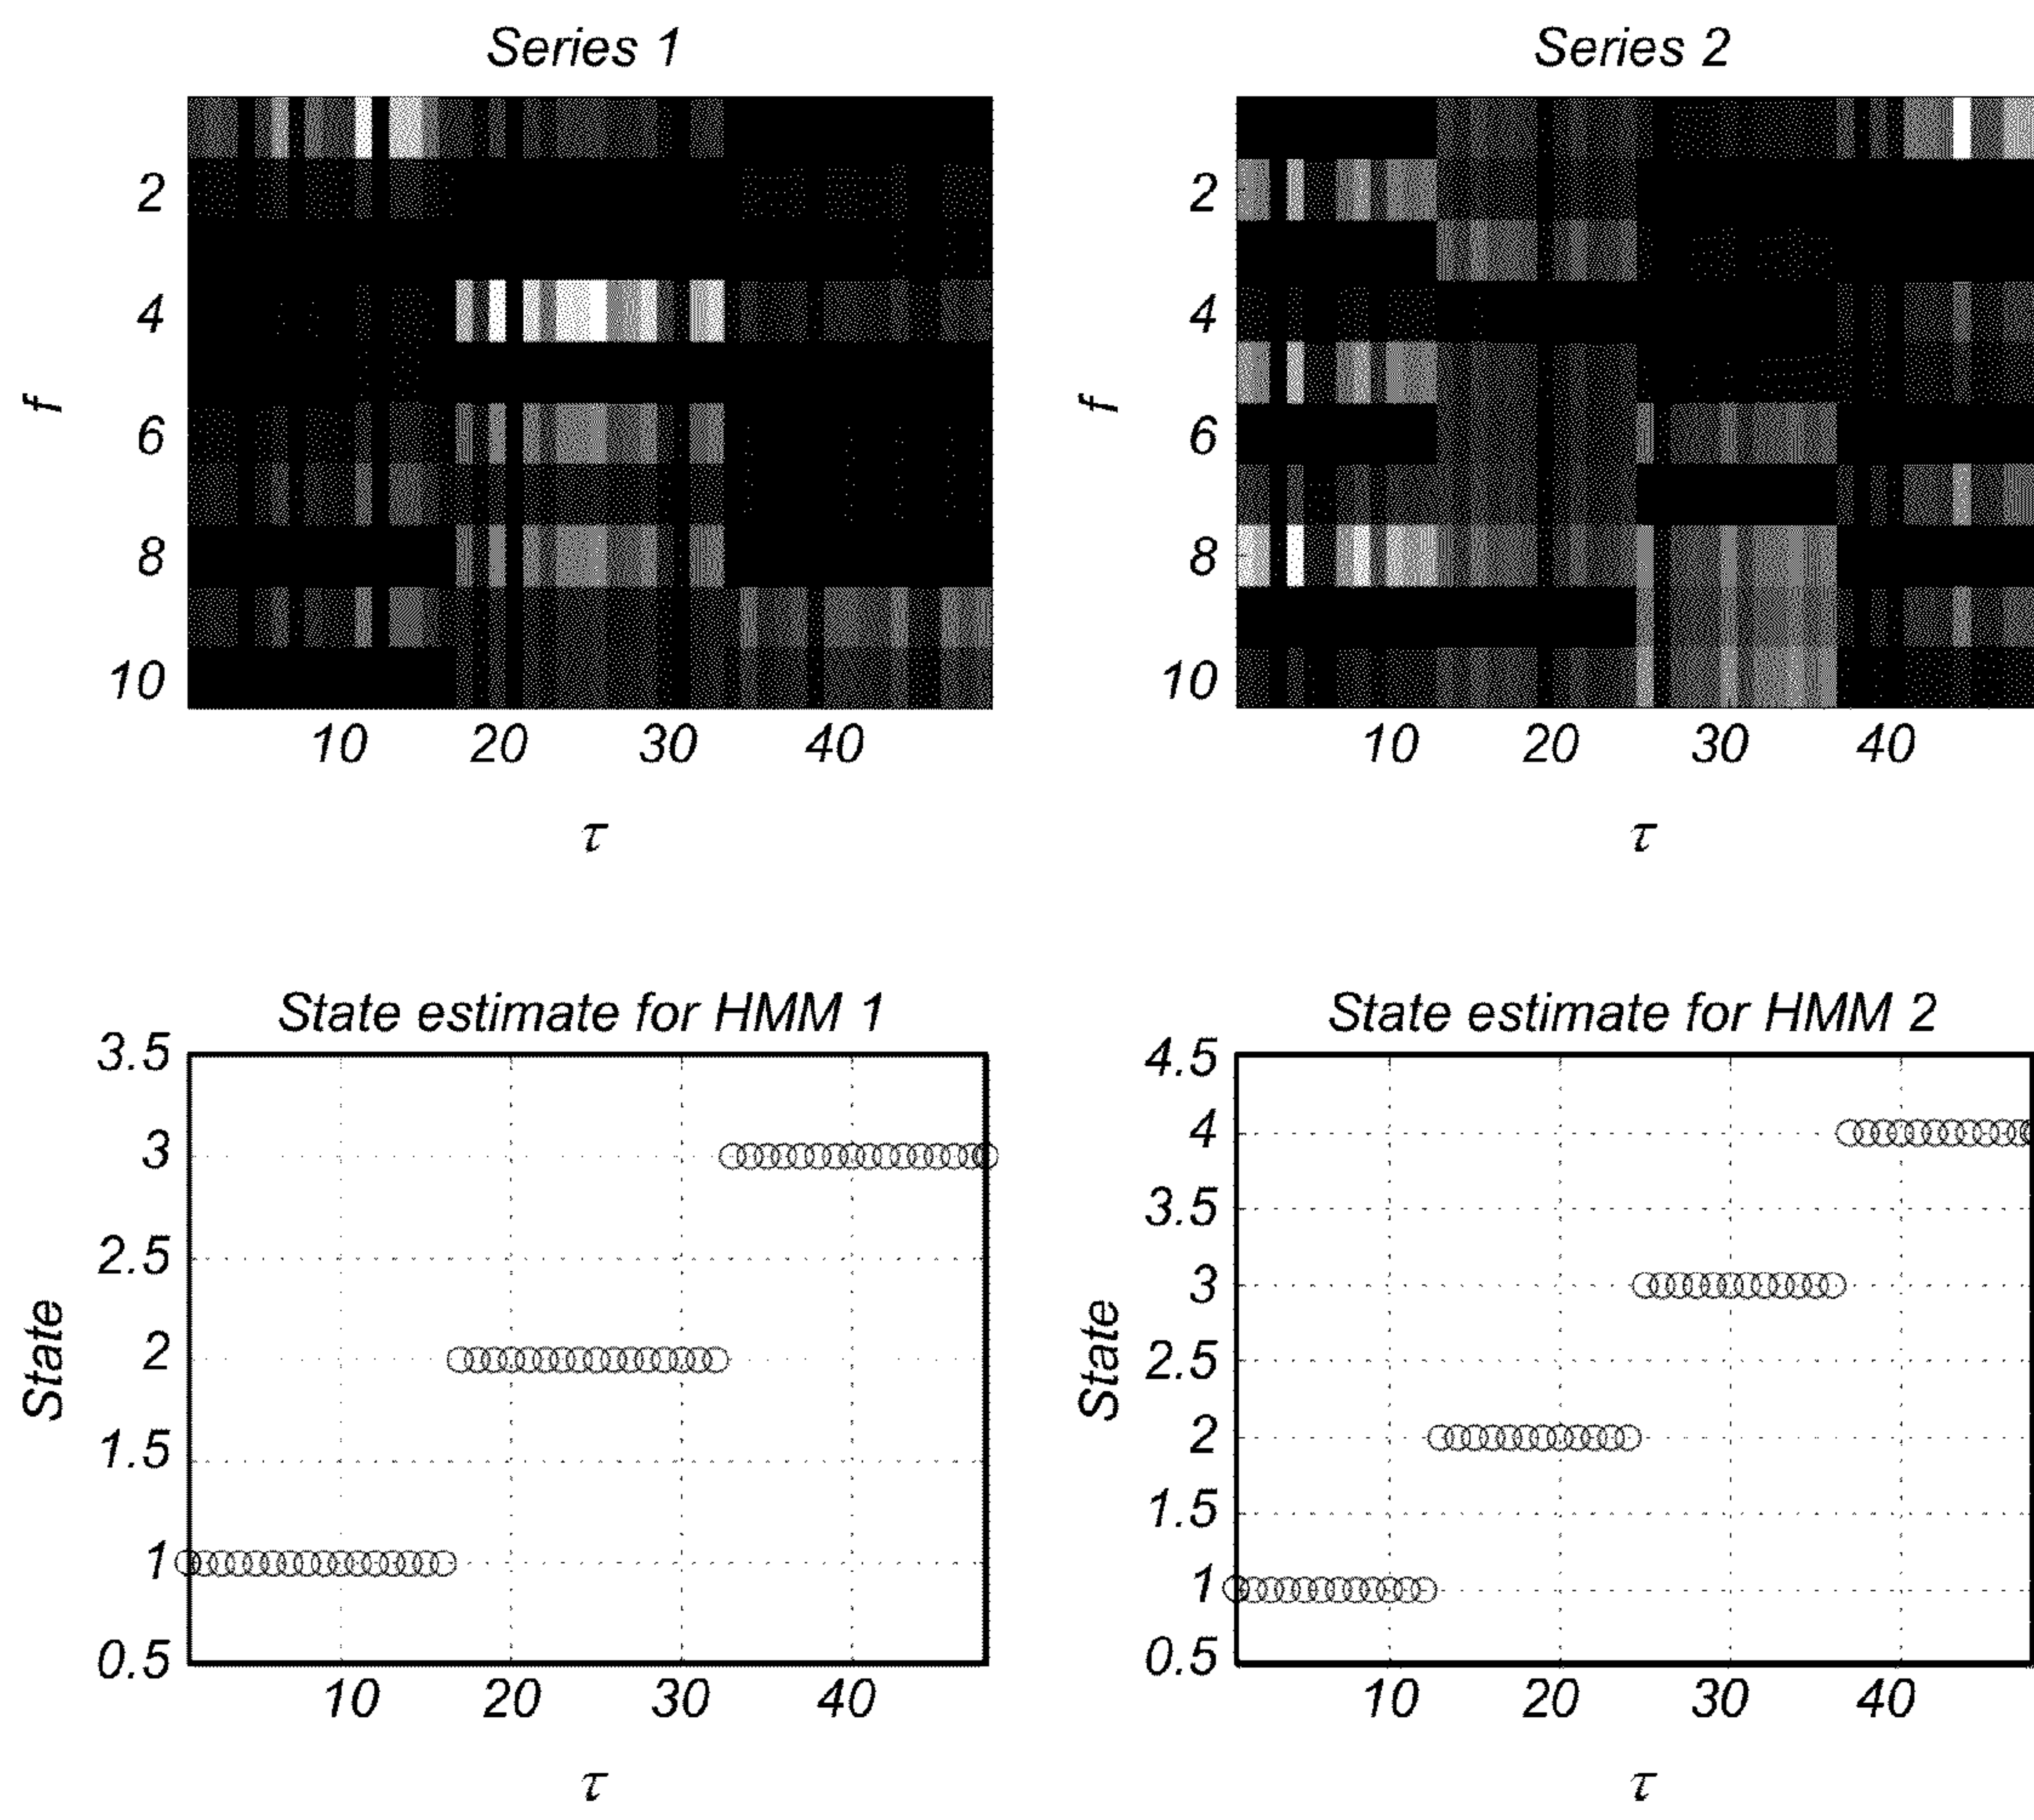 Series 1
2
4
6
8
10
f
10 20 30 40
τ
Series 2
2
4
6
8
10
f
10 20 30 40
τ
State estimate for HMM 1
3.5
3
2.5
2
1.5
1
0.5
State
10 20 30 40
τ
State estimate for HMM 2
4.5
4
3.5
3
2.5
2
1.5
1
0.5
State
10 20 30 40
τ